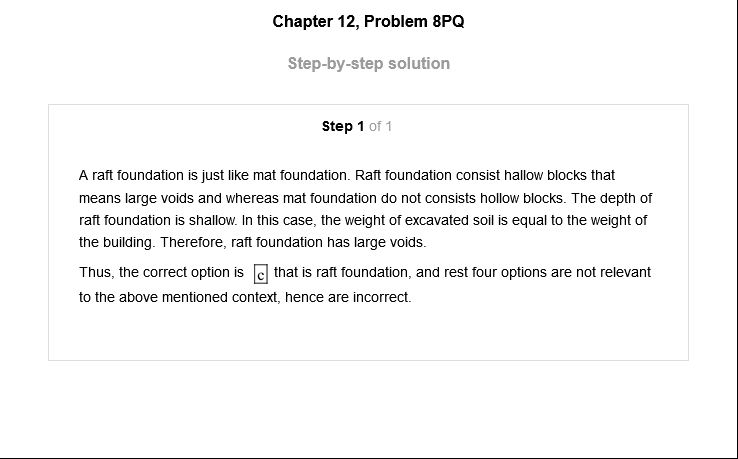 Chapter 12, Problem 8PQ
Step-by-step solution
Step 1 of 1
A raft foundation is just like mat foundation. Raft foundation consist hallow blocks that
means large voids and whereas mat foundation do not consists hollow blocks. The depth of
raft foundation is shallow. In this case, the weight of excavated soil is equal to the weight of
the building. Therefore, raft foundation has large voids.
Thus, the correct option is c that is raft foundation, and rest four options are not relevant
to the above mentioned context, hence are incorrect.